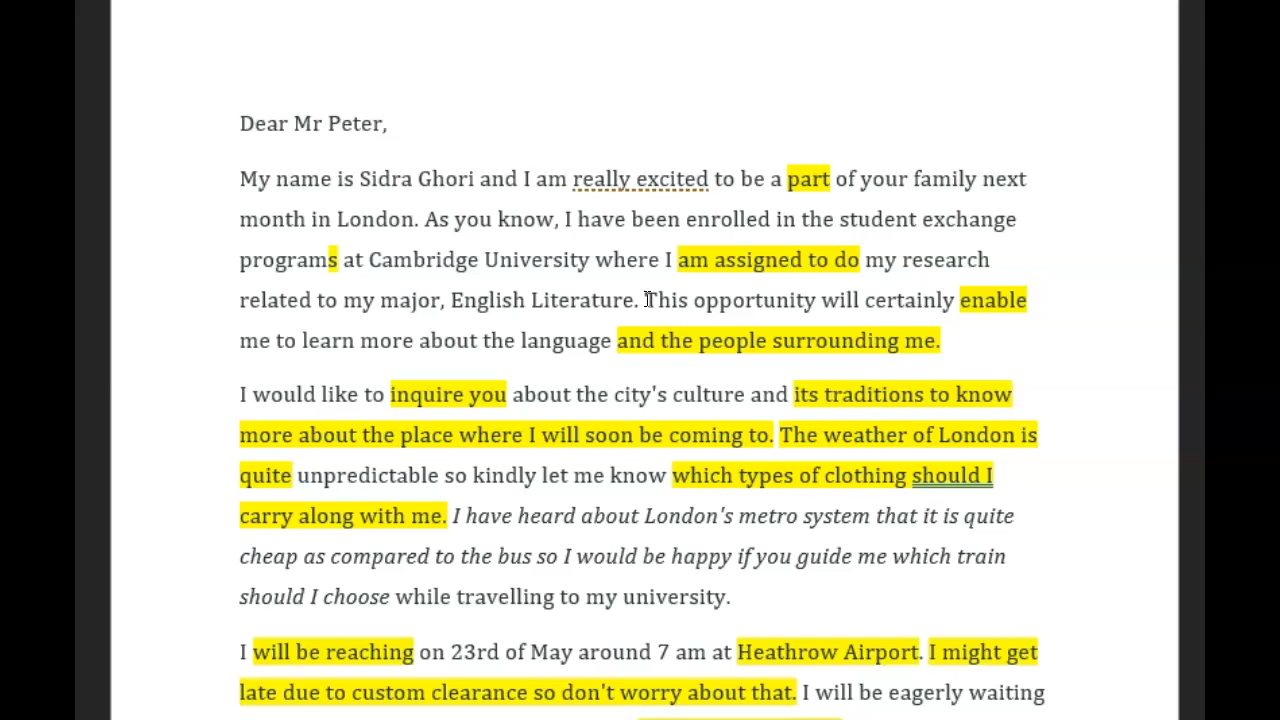 Dear Mr Peter,
My name is Sidra Ghori and I am really excited to be a part of your family next
month in London. As you know, I have been enrolled in the student exchange
programs at Cambridge University where I am assigned to do my research
related to my major, English Literature. This opportunity will certainly enable
me to learn more about the language and the people surrounding me.
I would like to inquire you about the city's culture and its traditions to know
more about the place where I will soon be coming to. The weather of London is
quite unpredictable so kindly let me know which types of clothing should I
carry along with me. I have heard about London's metro system that it is quite
cheap as compared to the bus so I would be happy if you guide me which train
should I choose while travelling to my university.
I will be reaching on 23rd of May around 7 am at Heathrow Airport. I might get
late due to custom clearance so don't worry about that. I will be eagerly waiting